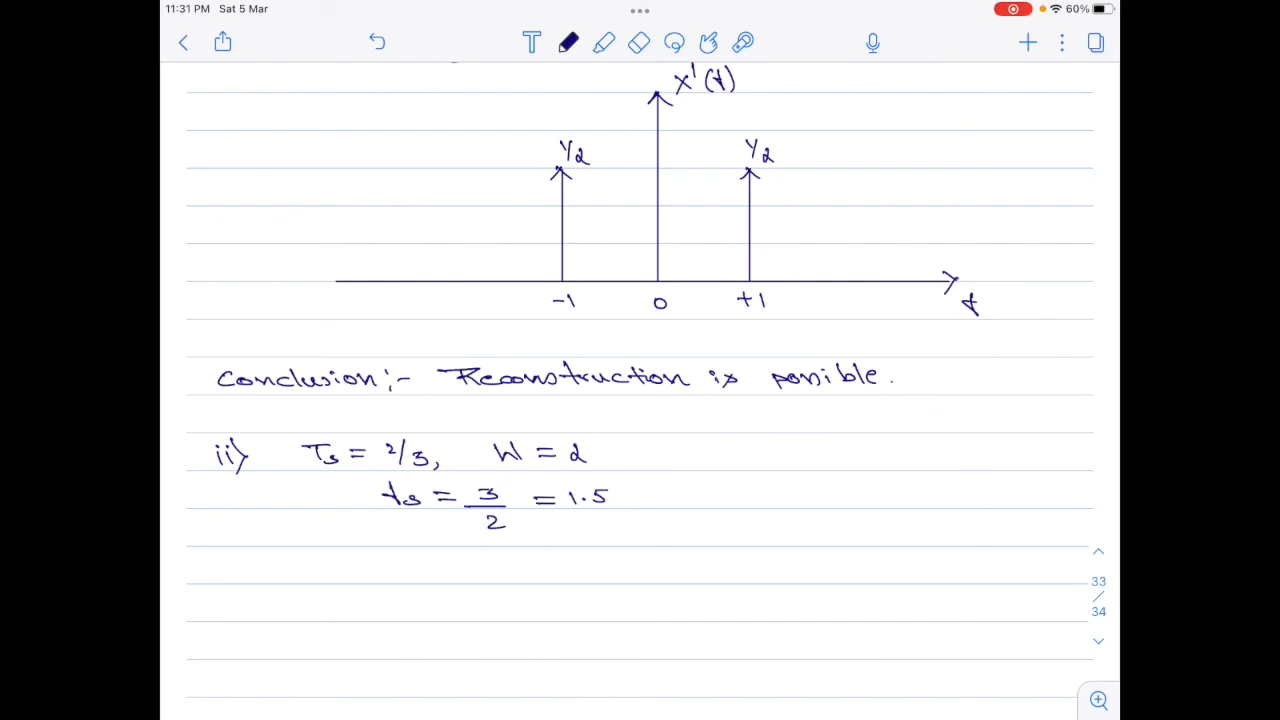 11:31 PM Sat 5 Mar
60%
T
X'(f)
1/2 1/2
-1 0 +1
f
Conclusion:- Reconstruction is possible.
ii) Ts = 2/3, W = 2
fs = 3/2 = 1.5
33
/
34